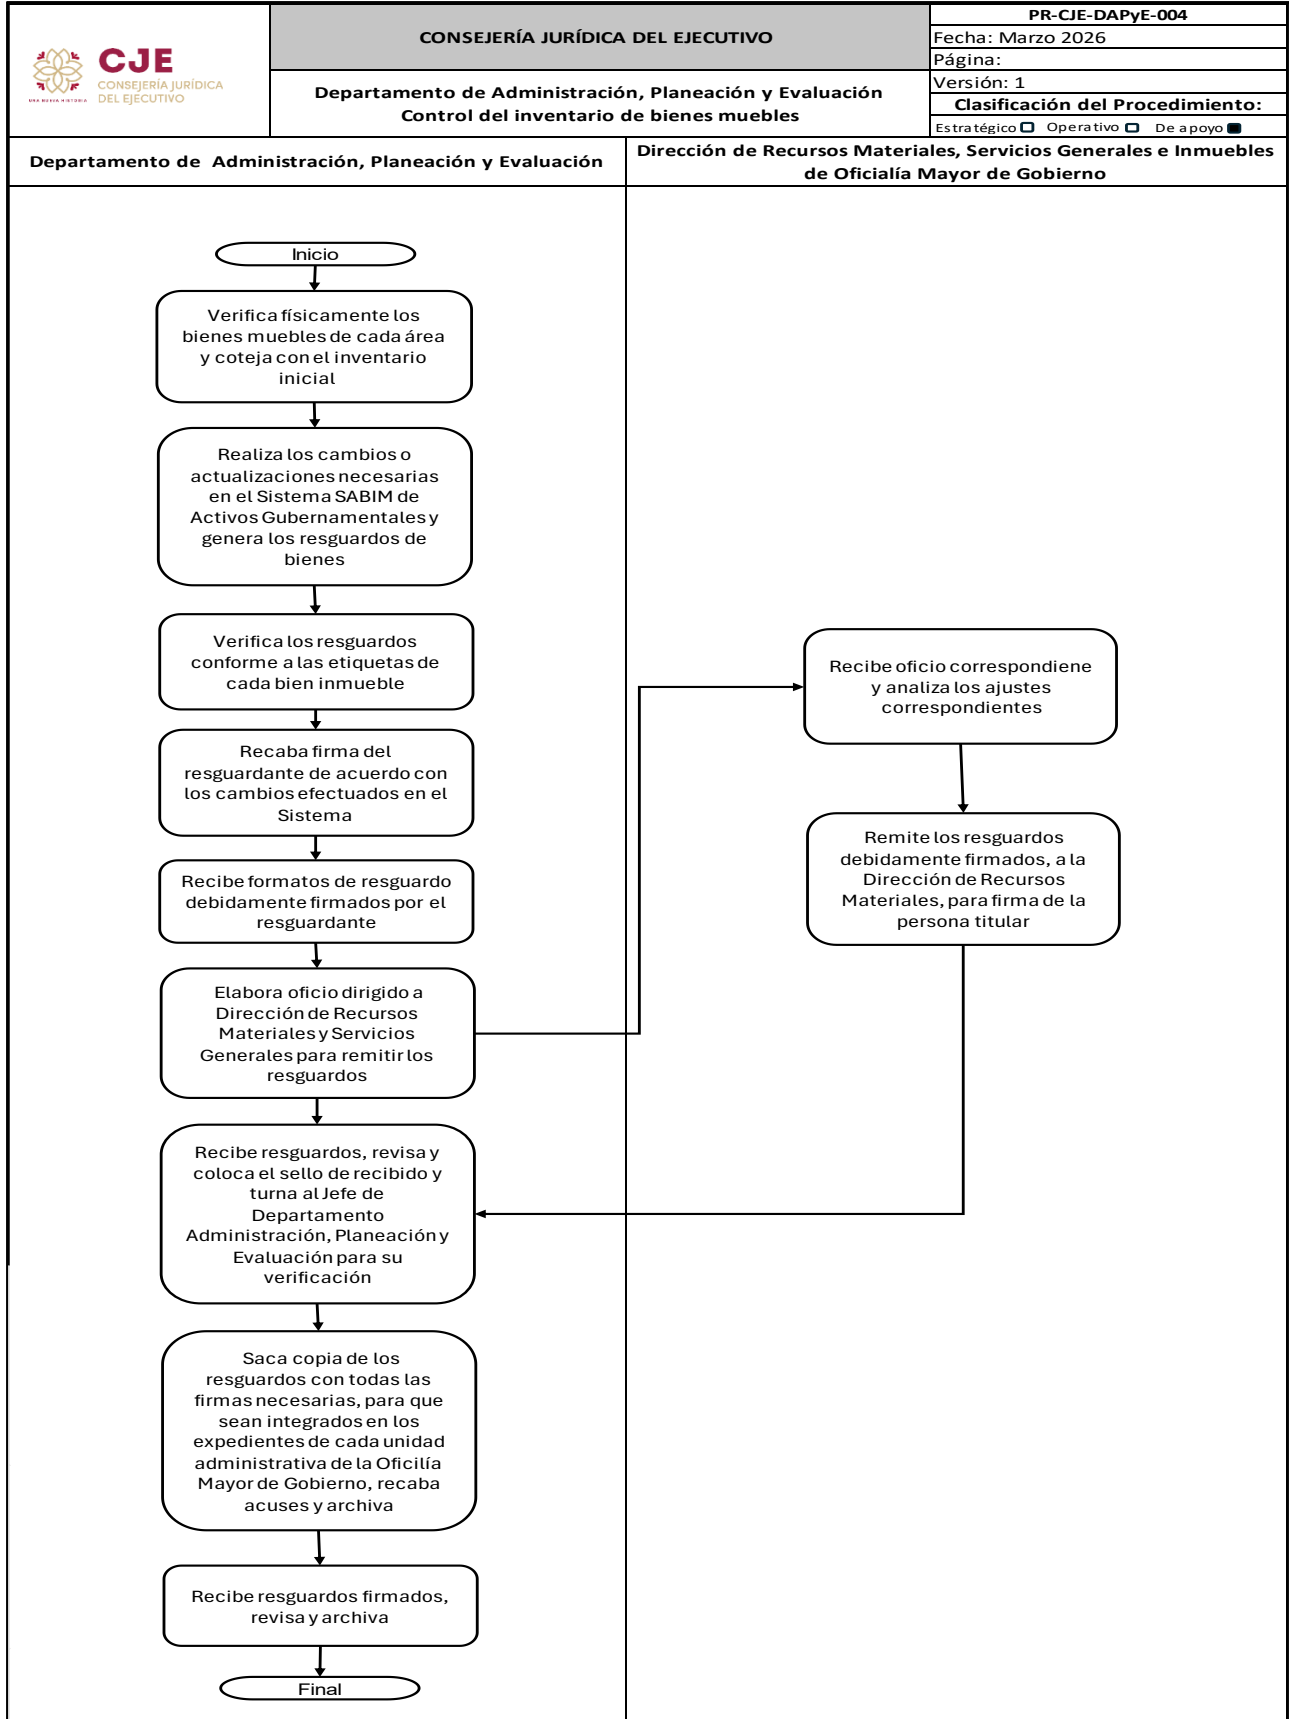 CJE
CONSEJERÍA JURÍDICA
DEL EJECUTIVO
UNA NUEVA HISTORIA
CONSEJERÍA JURÍDICA DEL EJECUTIVO
Departamento de Administración, Planeación y Evaluación
Control del inventario de bienes muebles
PR-CJE-DAPyE-004
Fecha: Marzo 2026
Página:
Versión: 1
Clasificación del Procedimiento:
Estratégico Operativo De apoyo
Departamento de Administración, Planeación y Evaluación
Dirección de Recursos Materiales, Servicios Generales e Inmuebles
de Oficialía Mayor de Gobierno
Inicio
Verifica físicamente los
bienes muebles de cada área
y coteja con el inventario
inicial
Realiza los cambios o
actualizaciones necesarias
en el Sistema SABIM de
Activos Gubernamentales y
genera los resguardos de
bienes
Verifica los resguardos
conforme a las etiquetas de
cada bien inmueble
Recaba firma del
resguardante de acuerdo con
los cambios efectuados en el
Sistema
Recibe formatos de resguardo
debidamente firmados por el
resguardante
Elabora oficio dirigido a
Dirección de Recursos
Materiales y Servicios
Generales para remitir los
resguardos
Recibe oficio correspondiene
y analiza los ajustes
correspondientes
Remite los resguardos
debidamente firmados, a la
Dirección de Recursos
Materiales, para firma de la
persona titular
Recibe resguardos, revisa y
coloca el sello de recibido y
turna al Jefe de
Departamento
Administración, Planeación y
Evaluación para su
verificación
Saca copia de los
resguardos con todas las
firmas necesarias, para que
sean integrados en los
expedientes de cada unidad
administrativa de la Oficilía
Mayor de Gobierno, recaba
acuses y archiva
Recibe resguardos firmados,
revisa y archiva
Final